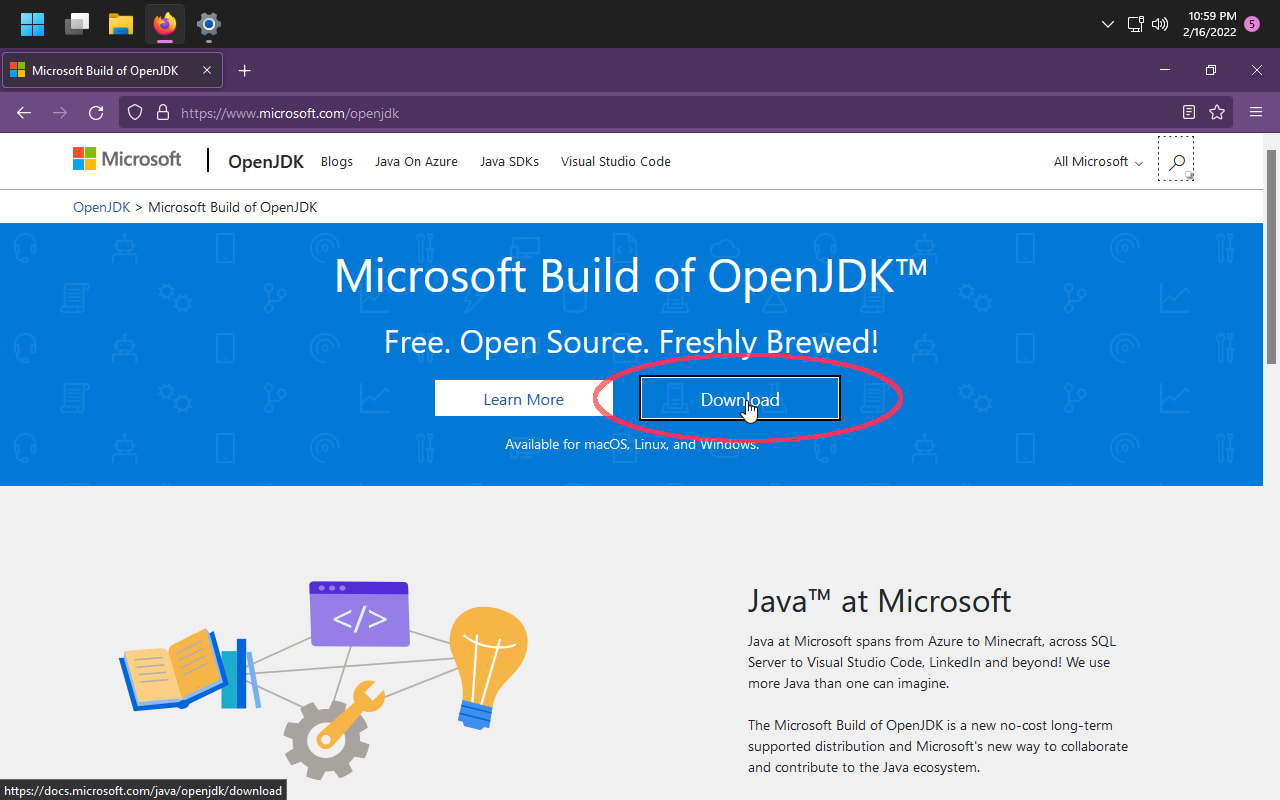 10:59 PM
2/16/2022
5
Microsoft Build of OpenJDK
https://www.microsoft.com/openjdk
Microsoft OpenJDK Blogs Java On Azure Java SDKs Visual Studio Code All Microsoft
OpenJDK > Microsoft Build of OpenJDK
Microsoft Build of OpenJDK™
Free. Open Source. Freshly Brewed!
Learn More Download
Available for macOS, Linux, and Windows.
</>
Java™ at Microsoft
Java at Microsoft spans from Azure to Minecraft, across SQL
Server to Visual Studio Code, LinkedIn and beyond! We use
more Java than one can imagine.
The Microsoft Build of OpenJDK is a new no-cost long-term
supported distribution and Microsoft's new way to collaborate
and contribute to the Java ecosystem.
https://docs.microsoft.com/java/openjdk/download